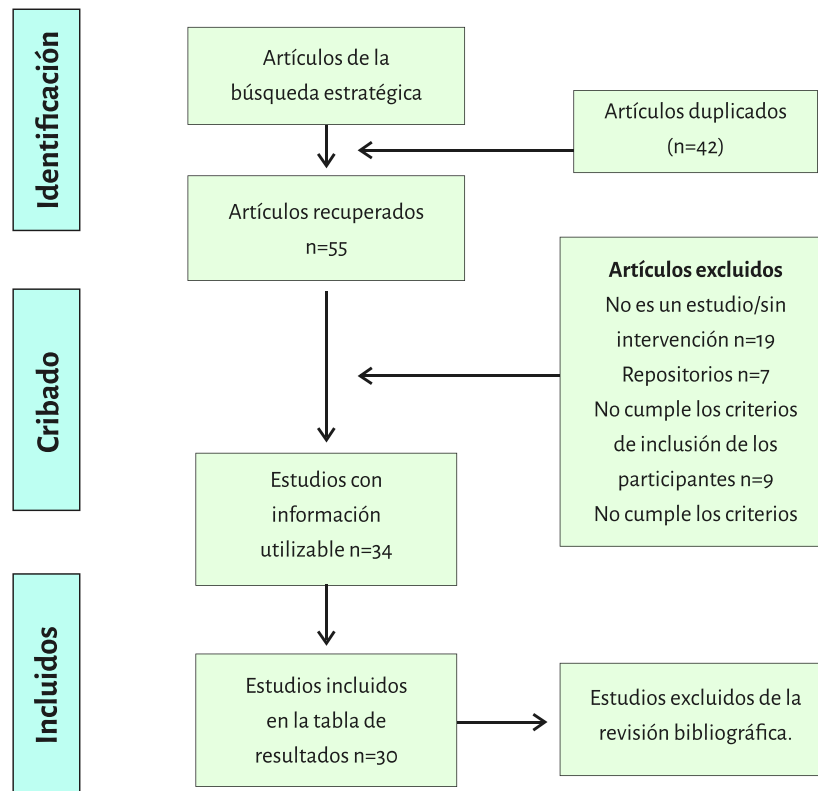 Identificación
Artículos de la
búsqueda estratégica
Artículos duplicados
(n=42)
Artículos recuperados
n=55
Cribado
Artículos excluidos
No es un estudio/sin
intervención n=19
Repositorios n=7
No cumple los criterios
de inclusión de los
participantes n=9
No cumple los criterios
Estudios con
información
utilizable n=34
Incluidos
Estudios incluidos
en la tabla de
resultados n=30
Estudios excluidos de la
revisión bibliográfica.